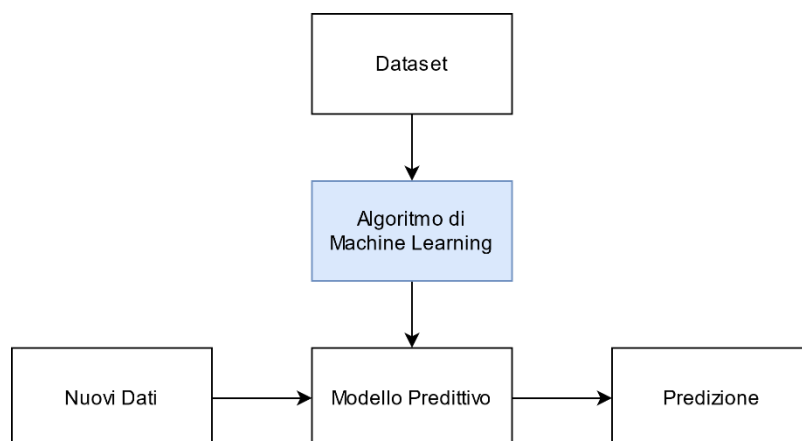 Dataset
Algoritmo di
Machine Learning
Nuovi Dati
Modello Predittivo
Predizione